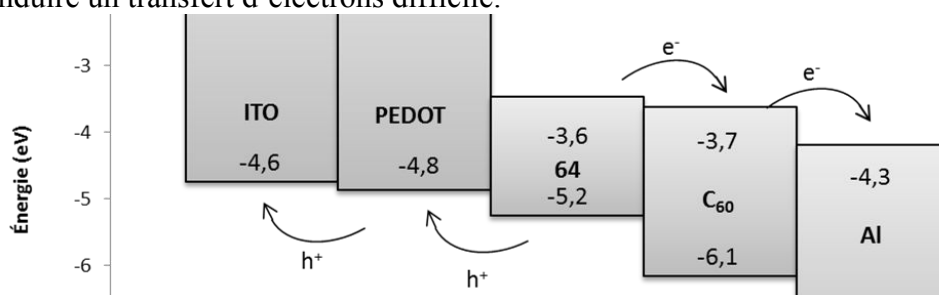 nduire un transfert d'électrons difficile.
e⁻
-3
e⁻
ITO
PEDOT
-4
-3,6
-3,7
-4,6
-4,8
64
-4,3
-5
-5,2
C₆₀
Al
-6
h⁺
h⁺
-6,1
Énergie (eV)